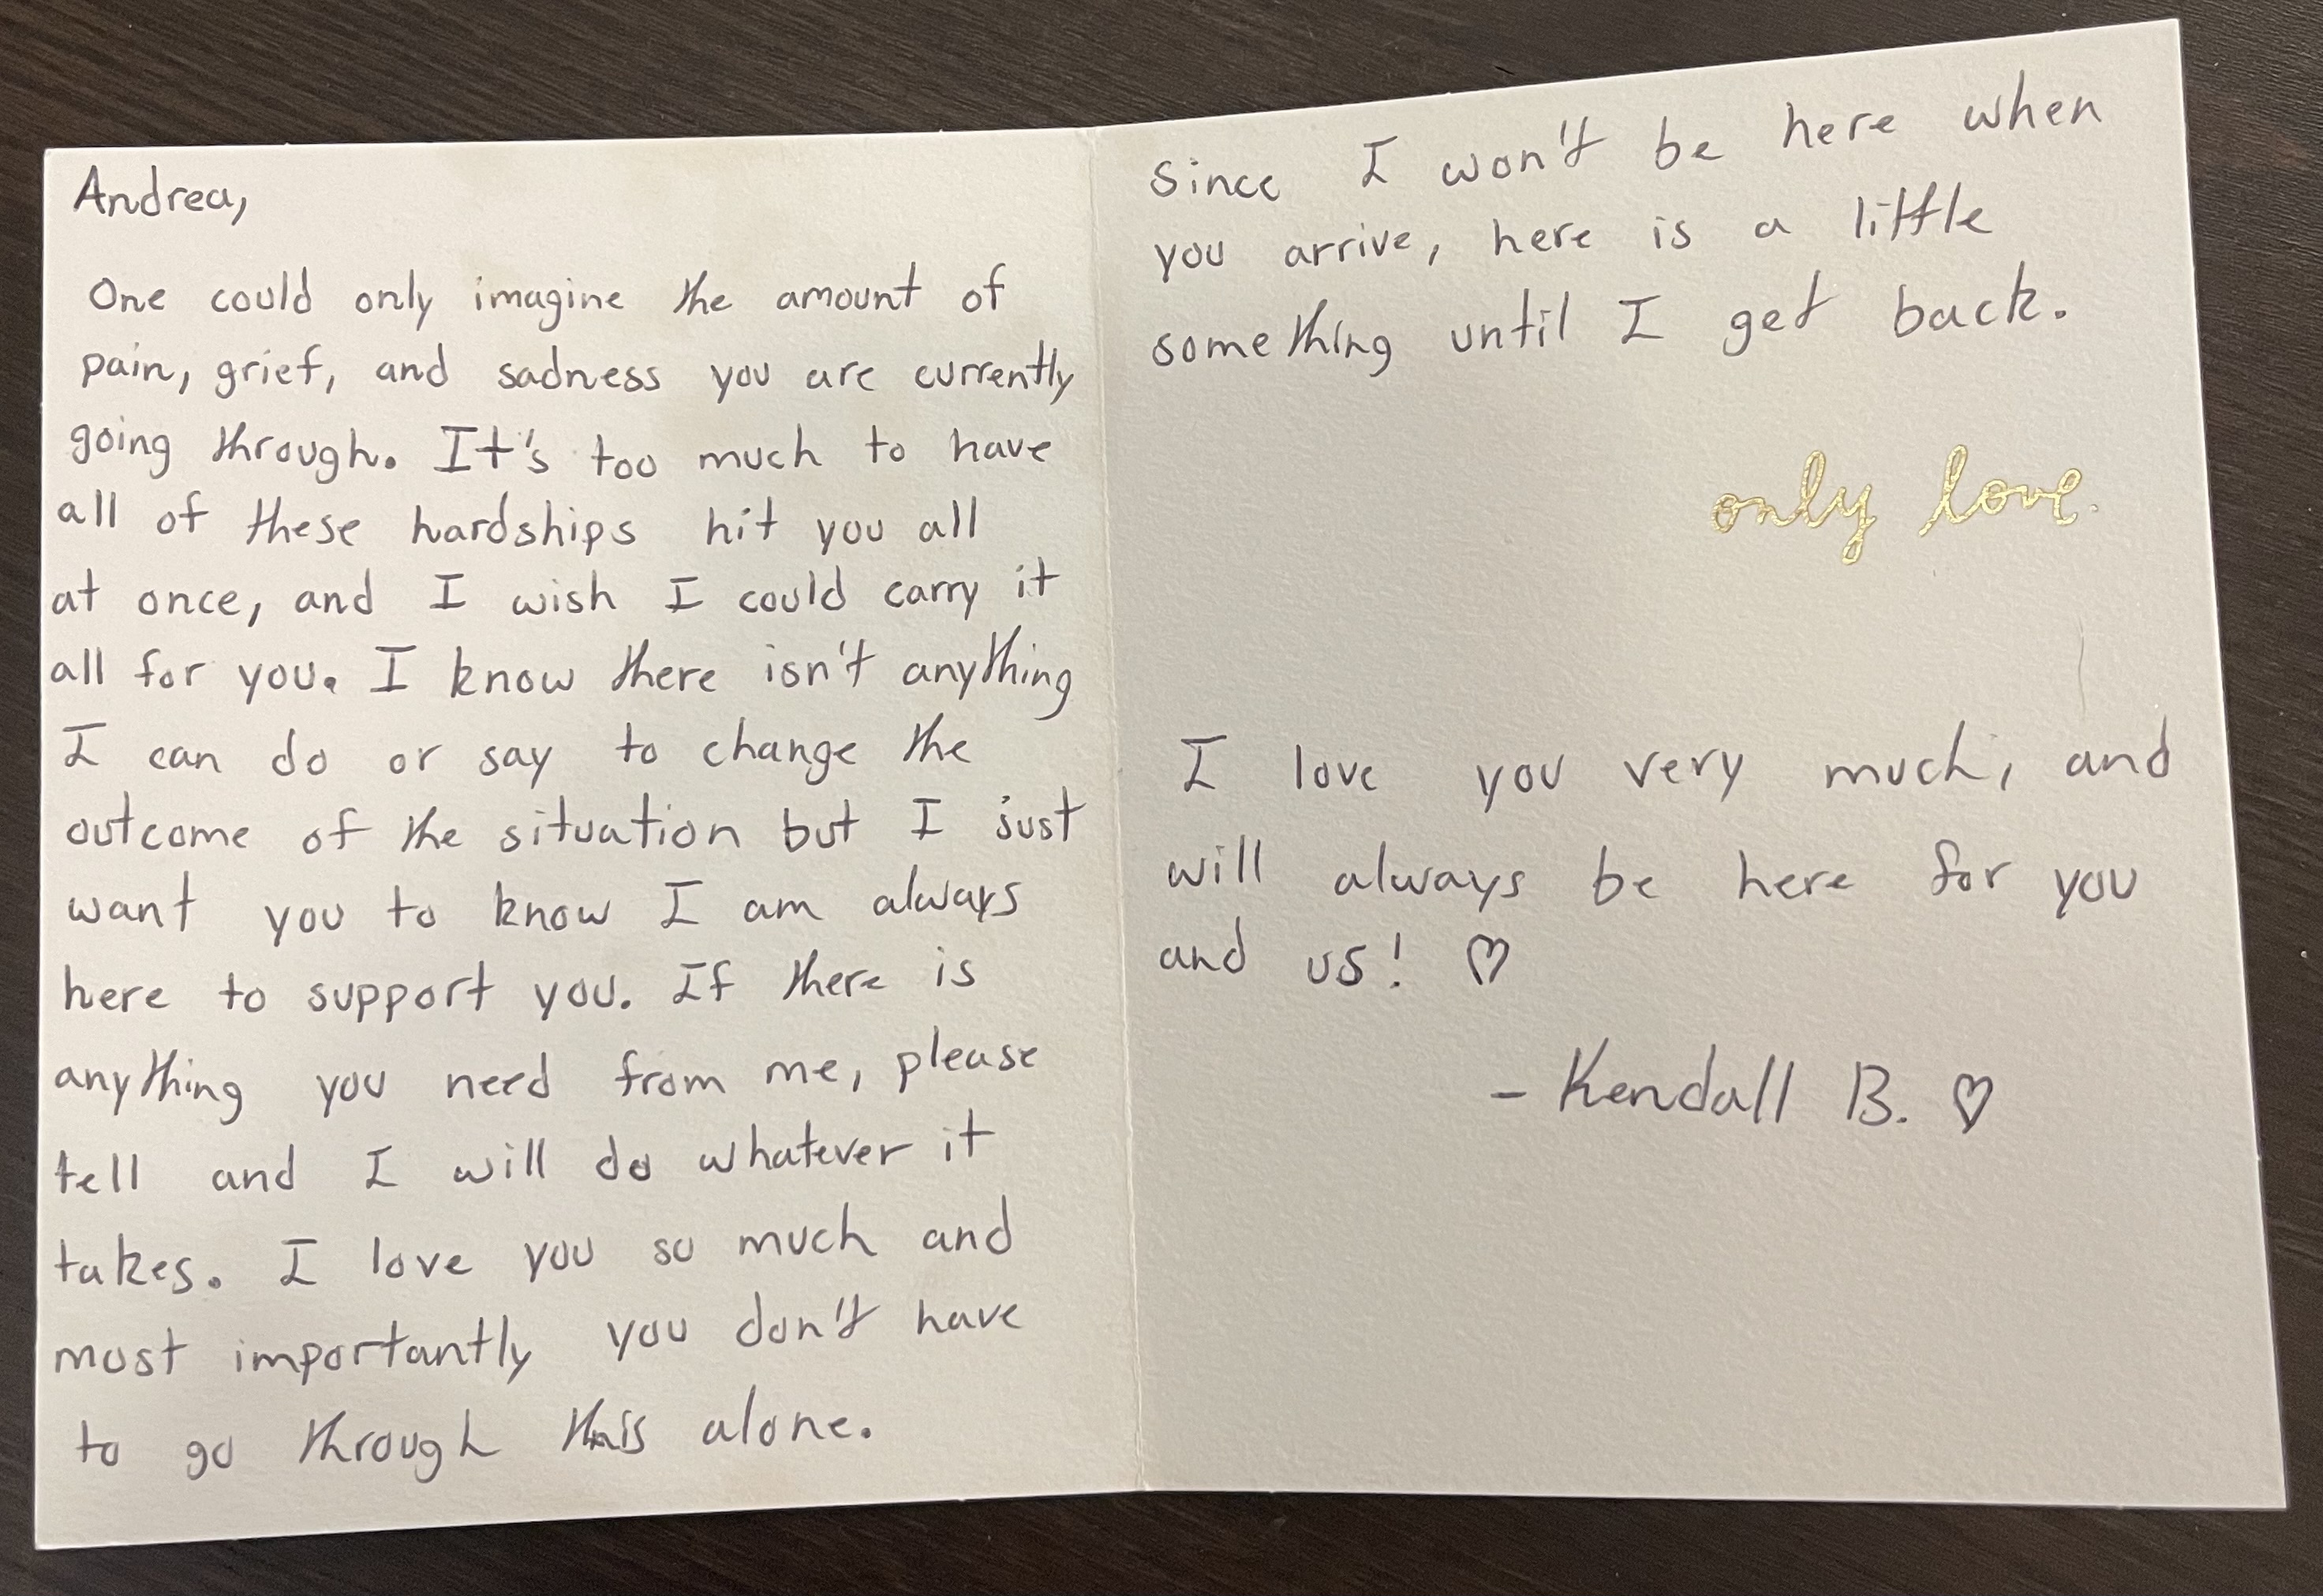 Andrea,
One could only imagine the amount of
pain, grief, and sadness you are currently
going through. It's too much to have
all of these hardships hit you all
at once, and I wish I could carry it
all for you. I know there isn't anything
I can do or say to change the
outcome of the situation but I just
want you to know I am always
here to support you. If there is
anything you need from me, please
tell and I will do whatever it
takes. I love you so much and
most importantly you don't have
to go through this alone.
since I won't be here when
you arrive, here is a little
something until I get back.
only love.
I love you very much, and
will always be here for you
and us! ♡
- Kendall B. ♡